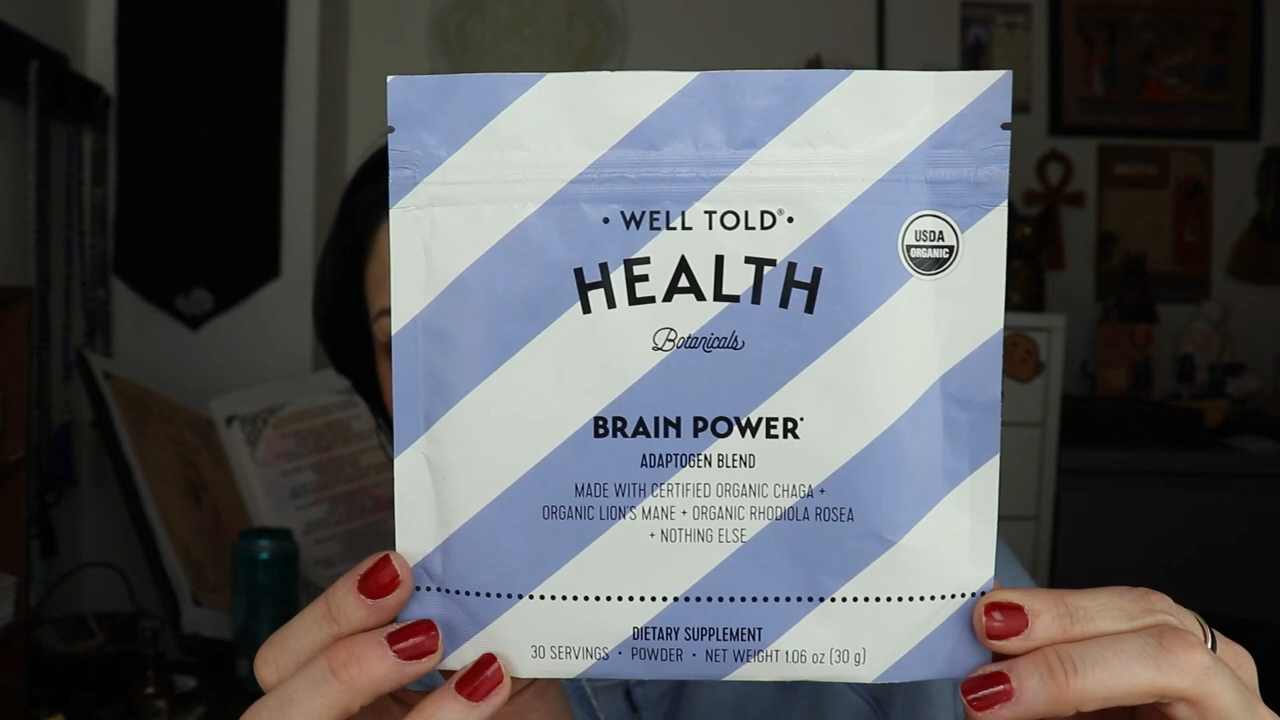 • WELL TOLD® •
HEALTH
Botanicals
USDA
ORGANIC
BRAIN POWER*
ADAPTOGEN BLEND
MADE WITH CERTIFIED ORGANIC CHAGA +
ORGANIC LION'S MANE + ORGANIC RHODIOLA ROSEA
+ NOTHING ELSE
DIETARY SUPPLEMENT
30 SERVINGS • POWDER • NET WEIGHT 1.06 oz (30 g)